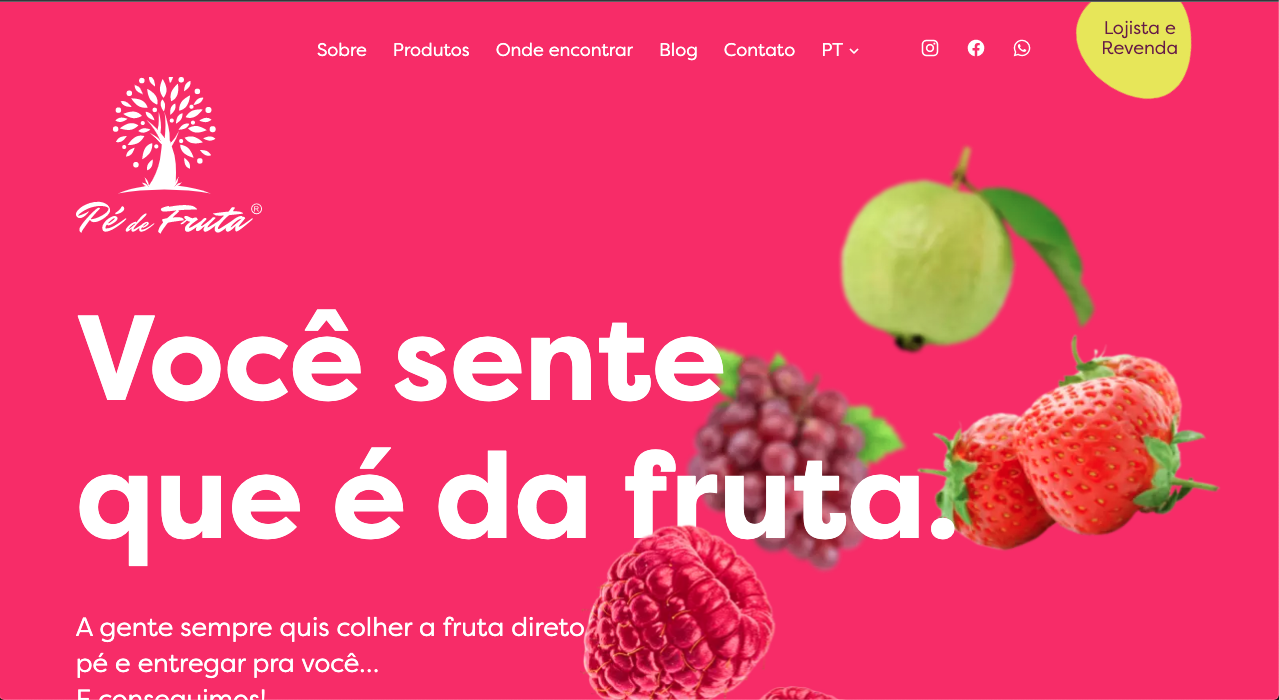 Sobre Produtos Onde encontrar Blog Contato PT
Lojista e
Revenda
Pé de Fruta®
Você sente
que é da fruta.
A gente sempre quis colher a fruta direto
pé e entregar pra você...
E conseguimos!